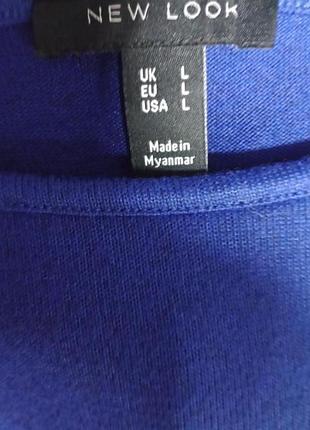 NEW LOOK
UK L
EU L
USA L
Made in
Myanmar